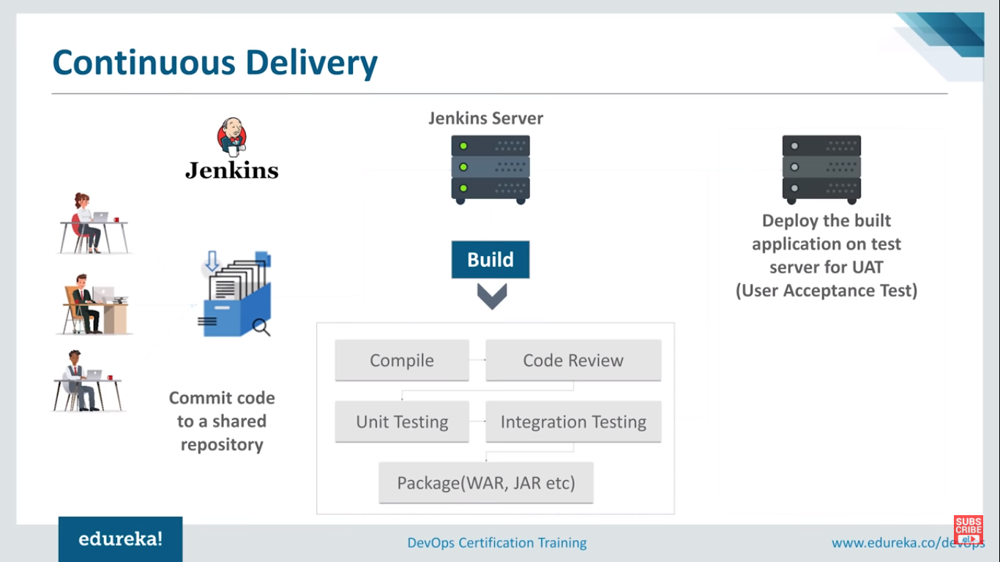 Continuous Delivery
Jenkins
Jenkins Server
Build
Compile
Code Review
Unit Testing
Integration Testing
Package(WAR, JAR etc)
Commit code
to a shared
repository
Deploy the built
application on test
server for UAT
(User Acceptance Test)
edureka!
DevOps Certification Training
www.edureka.co/devops
SUBS
CRIBE
e!